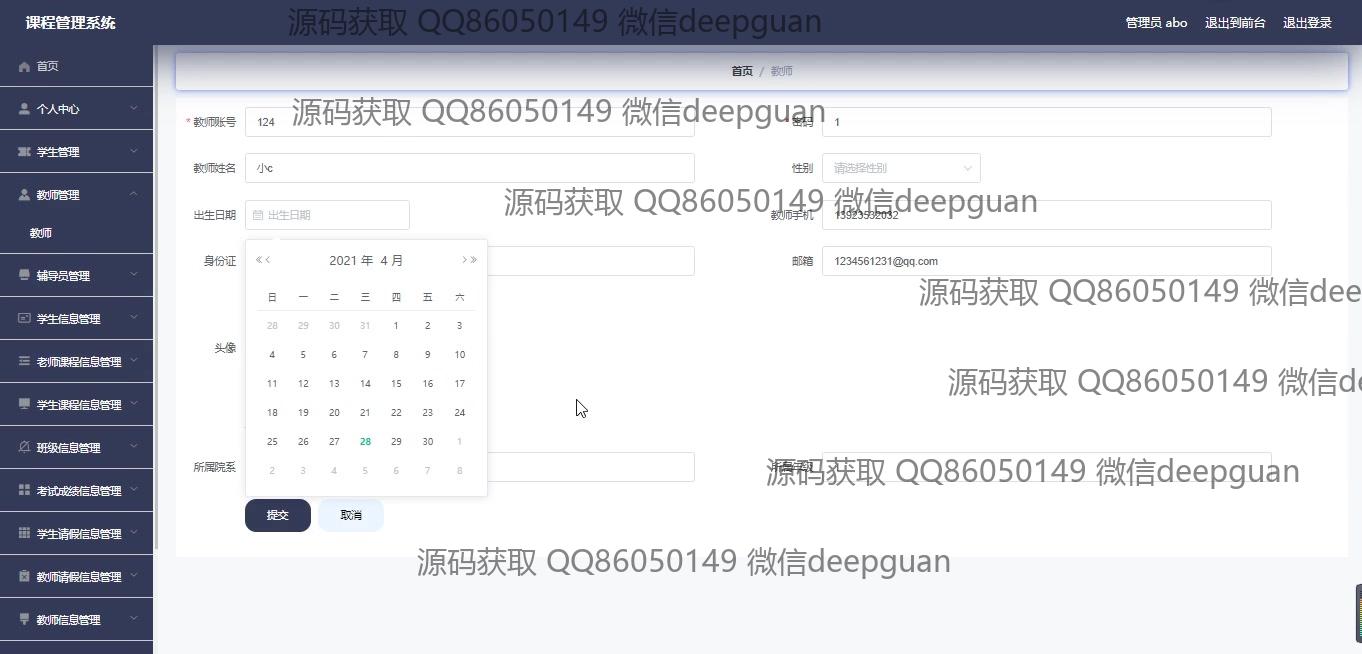 课程管理系统
源码获取 QQ86050149 微信deepguan
管理员 abo 退出到前台 退出登录
首页
个人中心
学生管理
教师管理
教师
辅导员管理
学生信息管理
老师课程信息管理
学生课程信息管理
班级信息管理
考试成绩信息管理
学生请假信息管理
教师请假信息管理
教师信息管理
首页 / 教师
* 教师账号 124
源码获取 QQ86050149 微信deepguan
* 密码 1
教师姓名 小c
性别 请选择性别
源码获取 QQ86050149 微信deepguan
出生日期 出生日期
教师手机 13923532032
身份证
邮箱 1234561231@qq.com
源码获取 QQ86050149 微信dee
2021 年 4 月
日 一 二 三 四 五 六
28 29 30 31 1 2 3
4 5 6 7 8 9 10
11 12 13 14 15 16 17
18 19 20 21 22 23 24
25 26 27 28 29 30 1
2 3 4 5 6 7 8
头像
源码获取 QQ86050149 微信de
所属院系
源码获取 QQ86050149 微信deepguan
提交 取消
源码获取 QQ86050149 微信deepguan